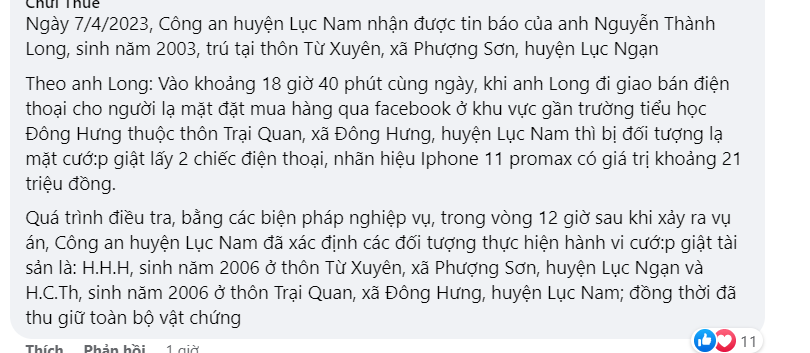 Chửi Thuê
Ngày 7/4/2023, Công an huyện Lục Nam nhận được tin báo của anh Nguyễn Thành
Long, sinh năm 2003, trú tại thôn Từ Xuyên, xã Phượng Sơn, huyện Lục Ngạn
Theo anh Long: Vào khoảng 18 giờ 40 phút cùng ngày, khi anh Long đi giao bán điện
thoại cho người lạ mặt đặt mua hàng qua facebook ở khu vực gần trường tiểu học
Đông Hưng thuộc thôn Trại Quan, xã Đông Hưng, huyện Lục Nam thì bị đối tượng lạ
mặt cướ:p giật lấy 2 chiếc điện thoại, nhãn hiệu Iphone 11 promax có giá trị khoảng 21
triệu đồng.
Quá trình điều tra, bằng các biện pháp nghiệp vụ, trong vòng 12 giờ sau khi xảy ra vụ
án, Công an huyện Lục Nam đã xác định các đối tượng thực hiện hành vi cướ:p giật tài
sản là: H.H.H, sinh năm 2006 ở thôn Từ Xuyên, xã Phượng Sơn, huyện Lục Ngạn và
H.C.Th, sinh năm 2006 ở thôn Trại Quan, xã Đông Hưng, huyện Lục Nam; đồng thời đã
thu giữ toàn bộ vật chứng
11
Thích Phản hồi 1 giờ